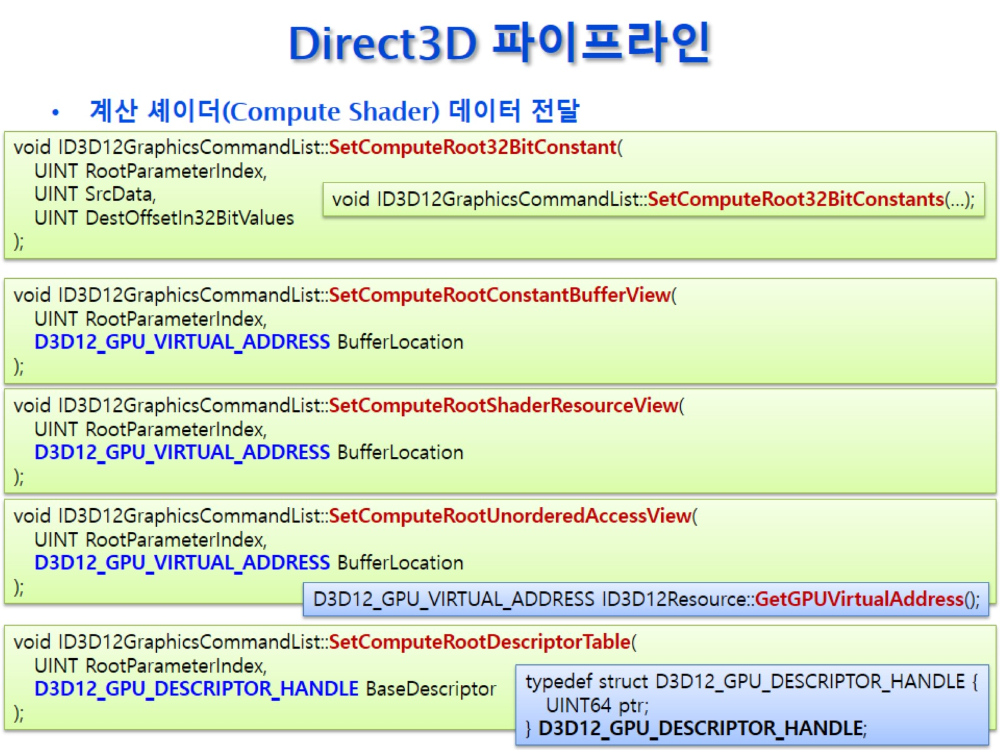 Direct3D 파이프라인
• 계산 셰이더(Compute Shader) 데이터 전달
void ID3D12GraphicsCommandList::SetComputeRoot32BitConstant(
UINT RootParameterIndex,
UINT SrcData,
UINT DestOffsetIn32BitValues
);
void ID3D12GraphicsCommandList::SetComputeRoot32BitConstants(...);
void ID3D12GraphicsCommandList::SetComputeRootConstantBufferView(
UINT RootParameterIndex,
D3D12_GPU_VIRTUAL_ADDRESS BufferLocation
);
void ID3D12GraphicsCommandList::SetComputeRootShaderResourceView(
UINT RootParameterIndex,
D3D12_GPU_VIRTUAL_ADDRESS BufferLocation
);
void ID3D12GraphicsCommandList::SetComputeRootUnorderedAccessView(
UINT RootParameterIndex,
D3D12_GPU_VIRTUAL_ADDRESS BufferLocation
);
D3D12_GPU_VIRTUAL_ADDRESS ID3D12Resource::GetGPUVirtualAddress();
void ID3D12GraphicsCommandList::SetComputeRootDescriptorTable(
UINT RootParameterIndex,
D3D12_GPU_DESCRIPTOR_HANDLE BaseDescriptor
);
typedef struct D3D12_GPU_DESCRIPTOR_HANDLE {
UINT64 ptr;
} D3D12_GPU_DESCRIPTOR_HANDLE;